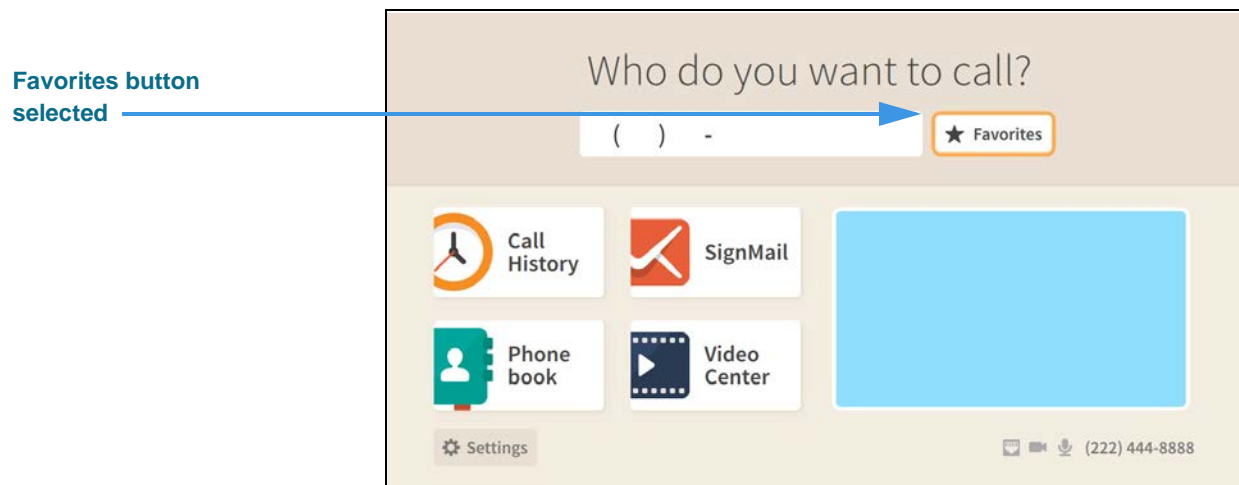 Who do you want to call?
Favorites button
selected
( ) -
★ Favorites
Call
History
SignMail
Phone
book
Video
Center
Settings
(222) 444-8888